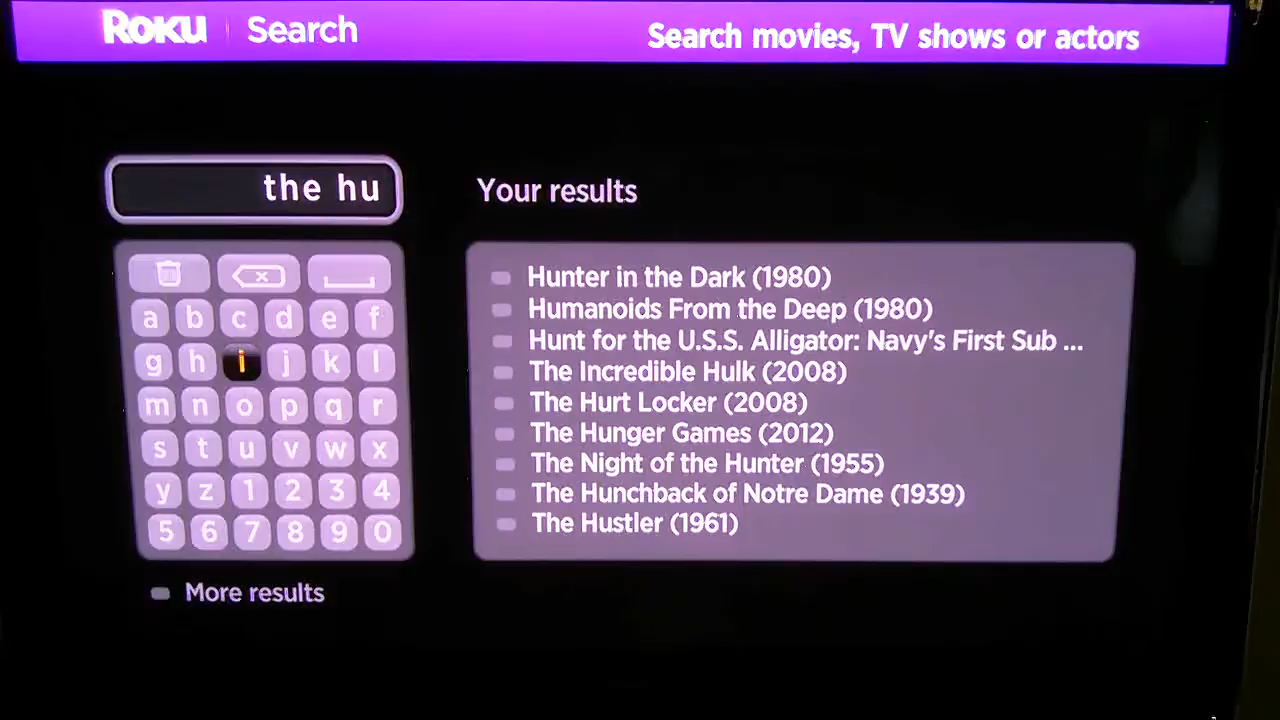 Roku | Search
Search movies, TV shows or actors
the hu
a b c d e f
g h i j k l
m n o p q r
s t u v w x
y z 1 2 3 4
5 6 7 8 9 0
More results
Your results
Hunter in the Dark (1980)
Humanoids From the Deep (1980)
Hunt for the U.S.S. Alligator: Navy's First Sub ...
The Incredible Hulk (2008)
The Hurt Locker (2008)
The Hunger Games (2012)
The Night of the Hunter (1955)
The Hunchback of Notre Dame (1939)
The Hustler (1961)